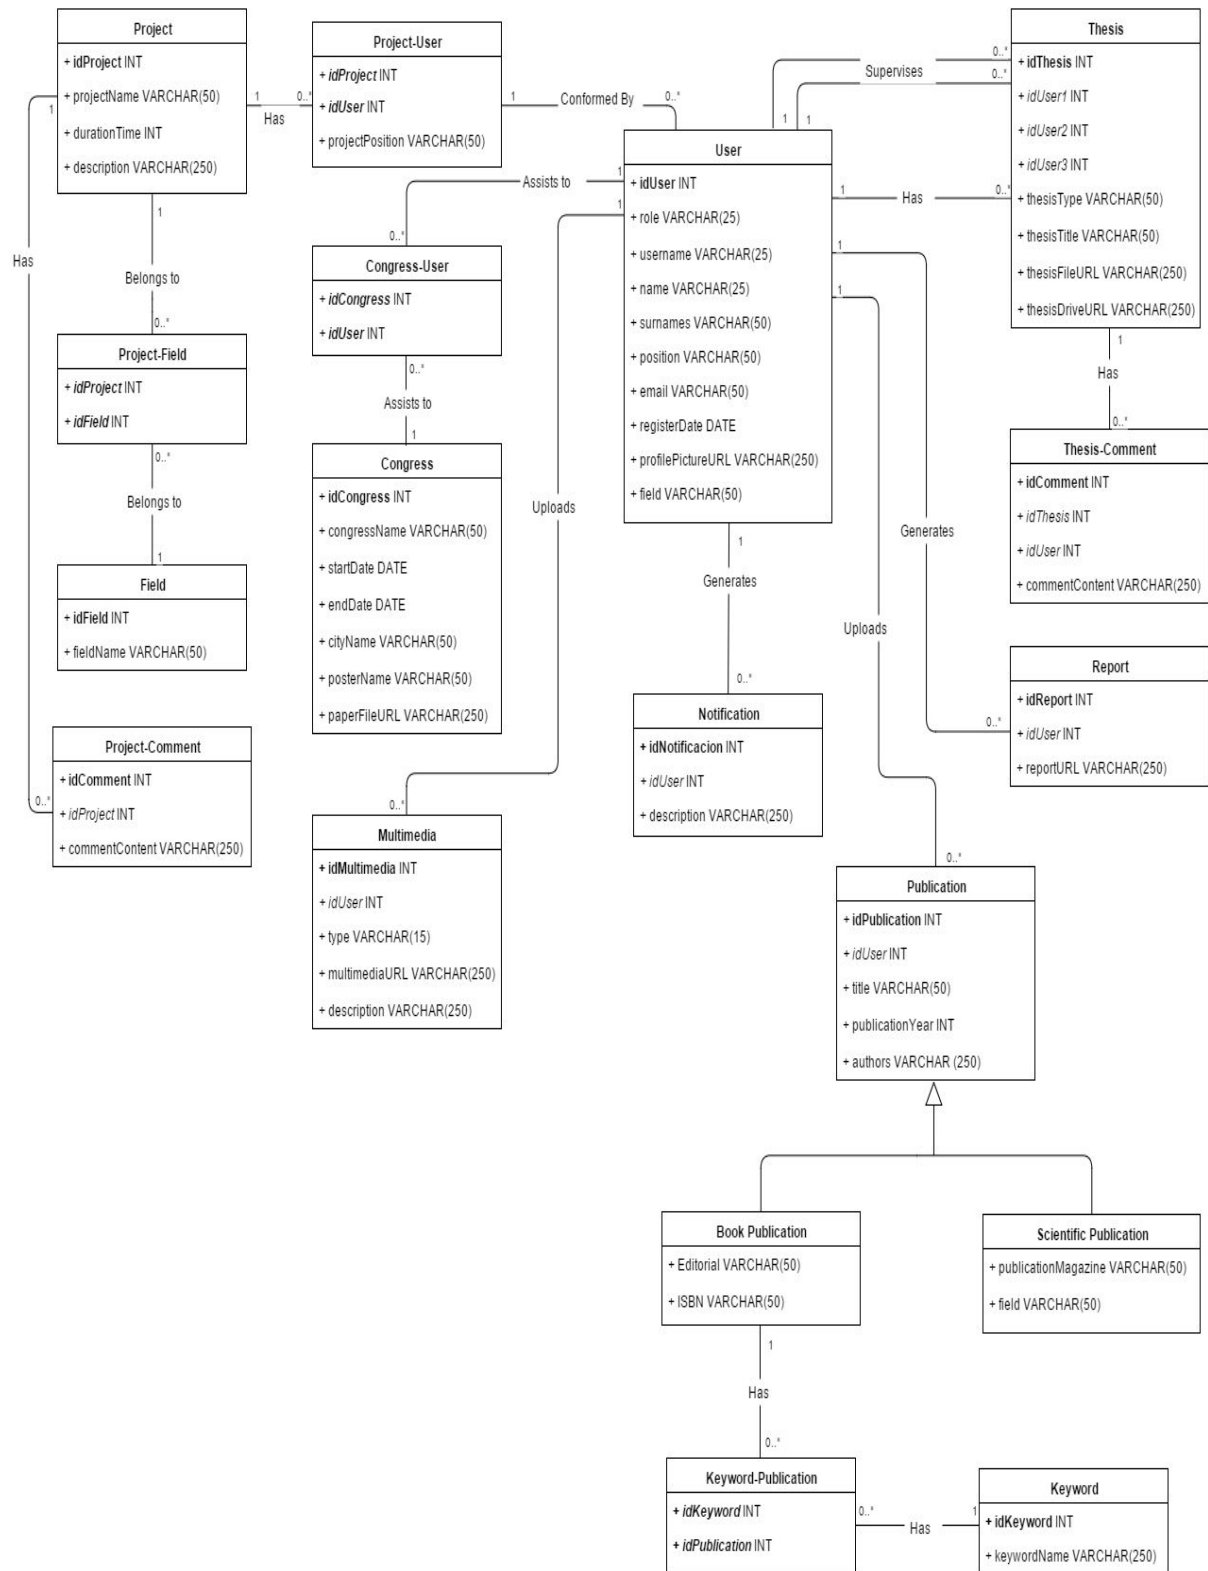 Project
+ idProject INT
+ projectName VARCHAR(50)
+ durationTime INT
+ description VARCHAR(250)
1
1
Has
1
0..*
Has
Project-User
+ idProject INT
+ idUser INT
+ projectPosition VARCHAR(50)
1
Conformed By
0..*
Supervises
0..*
0..*
1
1
Thesis
+ idThesis INT
+ idUser1 INT
+ idUser2 INT
+ idUser3 INT
+ thesisType VARCHAR(50)
+ thesisTitle VARCHAR(50)
+ thesisFileURL VARCHAR(250)
+ thesisDriveURL VARCHAR(250)
User
+ idUser INT
+ role VARCHAR(25)
+ username VARCHAR(25)
+ name VARCHAR(25)
+ surnames VARCHAR(50)
+ position VARCHAR(50)
+ email VARCHAR(50)
+ registerDate DATE
+ profilePictureURL VARCHAR(250)
+ field VARCHAR(50)
1
Has
0..*
1
Assists to
0..*
1
1
1
Belongs to
0..*
Project-Field
+ idProject INT
+ idField INT
0..*
Belongs to
1
Field
+ idField INT
+ fieldName VARCHAR(50)
Congress-User
+ idCongress INT
+ idUser INT
0..*
Assists to
1
Congress
+ idCongress INT
+ congressName VARCHAR(50)
+ startDate DATE
+ endDate DATE
+ cityName VARCHAR(50)
+ posterName VARCHAR(50)
+ paperFileURL VARCHAR(250)
Uploads
0..*
1
Has
0..*
Thesis-Comment
+ idComment INT
+ idThesis INT
+ idUser INT
+ commentContent VARCHAR(250)
1
Generates
0..*
Generates
Uploads
1
0..*
Report
+ idReport INT
+ idUser INT
+ reportURL VARCHAR(250)
Notification
+ idNotificacion INT
+ idUser INT
+ description VARCHAR(250)
Project-Comment
+ idComment INT
+ idProject INT
+ commentContent VARCHAR(250)
0..*
Multimedia
+ idMultimedia INT
+ idUser INT
+ type VARCHAR(15)
+ multimediaURL VARCHAR(250)
+ description VARCHAR(250)
0..*
Publication
+ idPublication INT
+ idUser INT
+ title VARCHAR(50)
+ publicationYear INT
+ authors VARCHAR (250)
Book Publication
+ Editorial VARCHAR(50)
+ ISBN VARCHAR(50)
Scientific Publication
+ publicationMagazine VARCHAR(50)
+ field VARCHAR(50)
1
Has
0..*
Keyword-Publication
+ idKeyword INT
+ idPublication INT
0..*
Has
1
Keyword
+ idKeyword INT
+ keywordName VARCHAR(250)